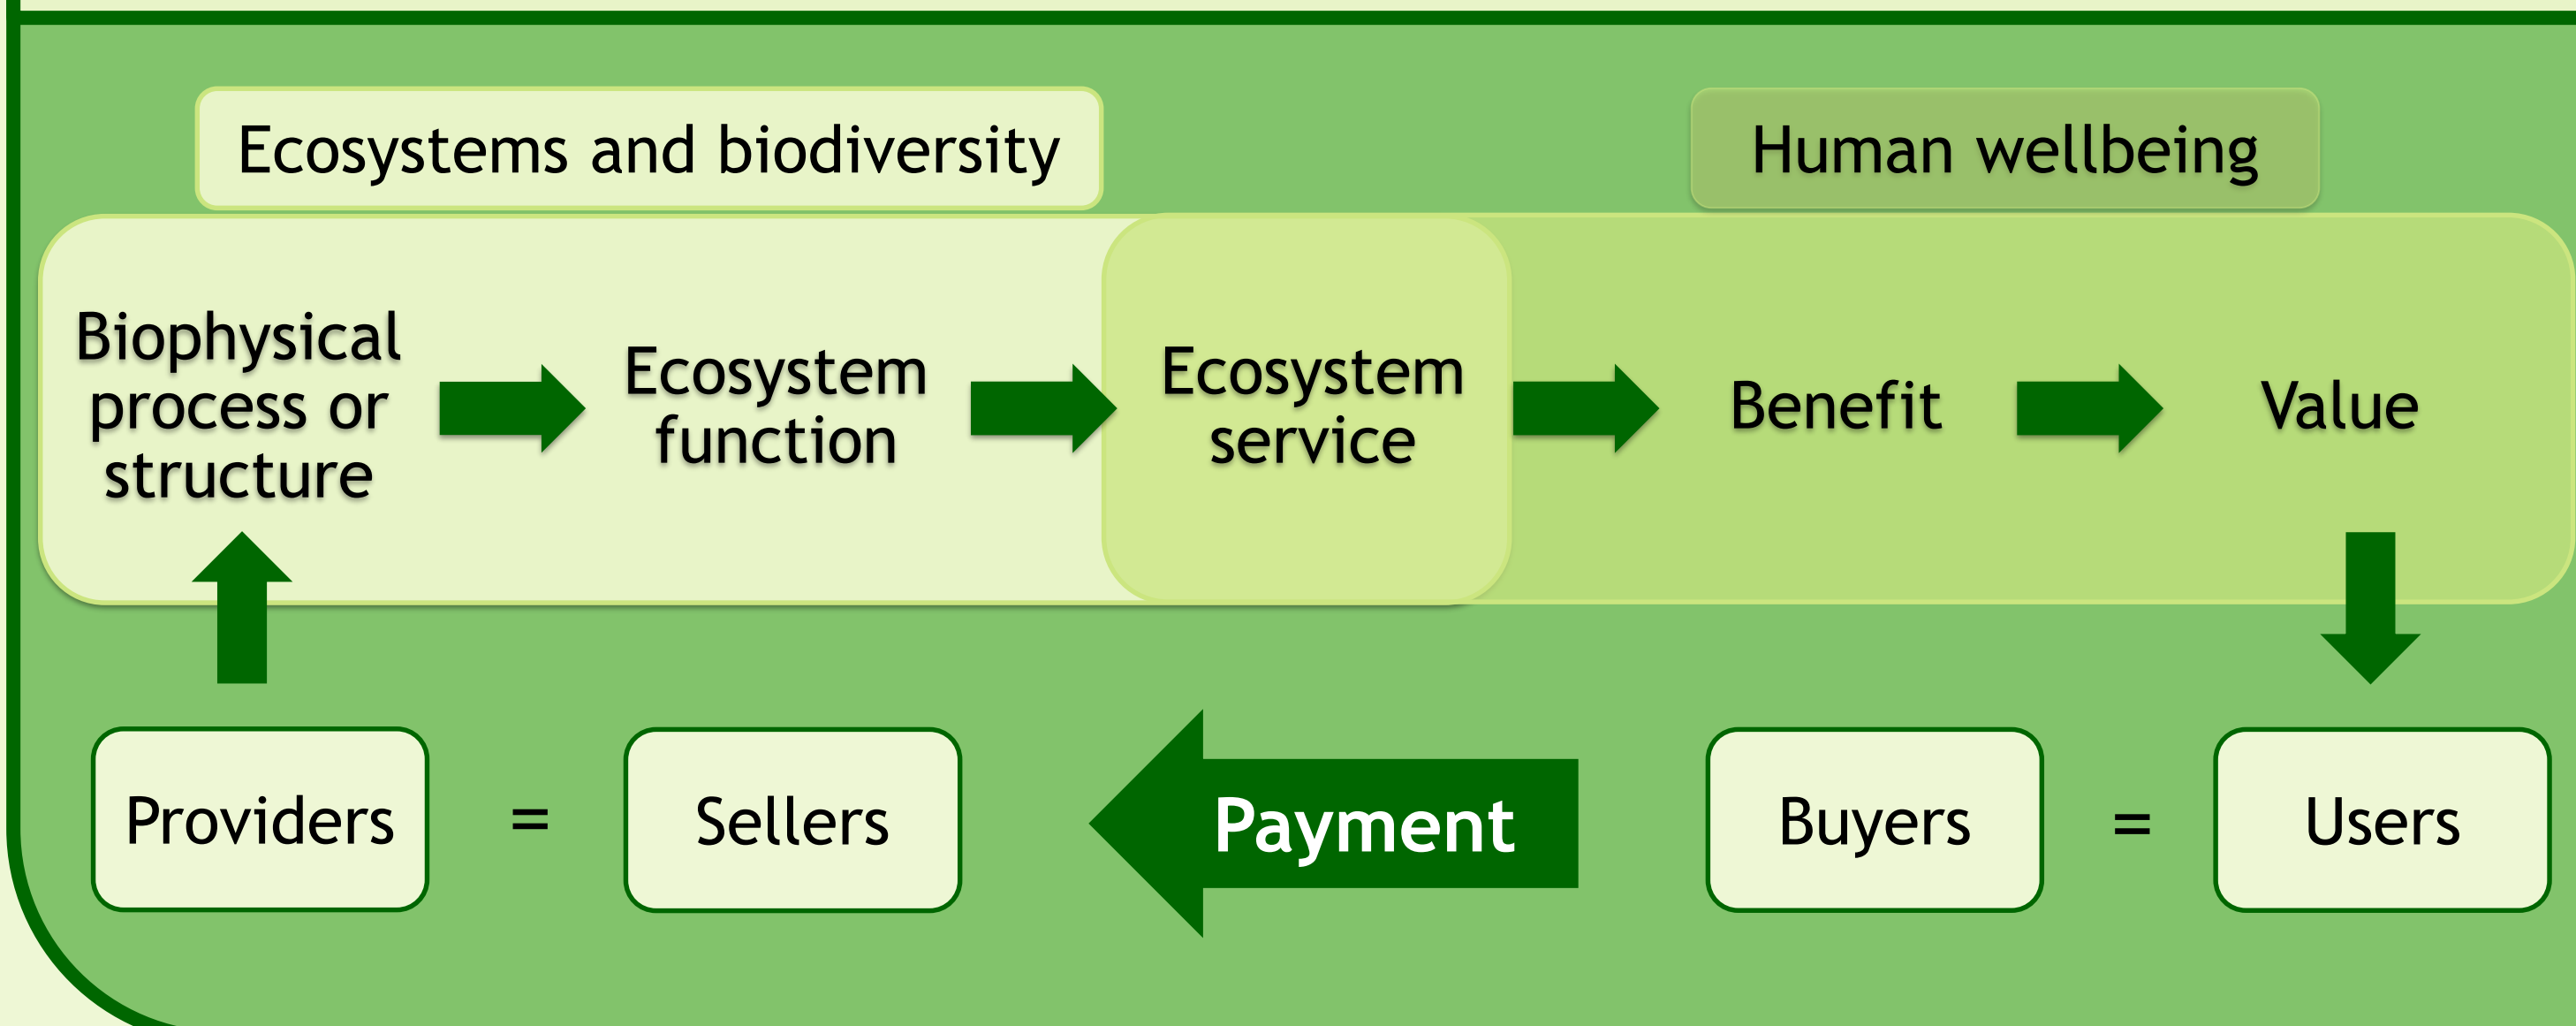 Ecosystems and biodiversity
Human wellbeing
Biophysical
process or
structure
Ecosystem
function
Ecosystem
service
Benefit
Value
Providers
=
Sellers
Payment
Buyers
=
Users